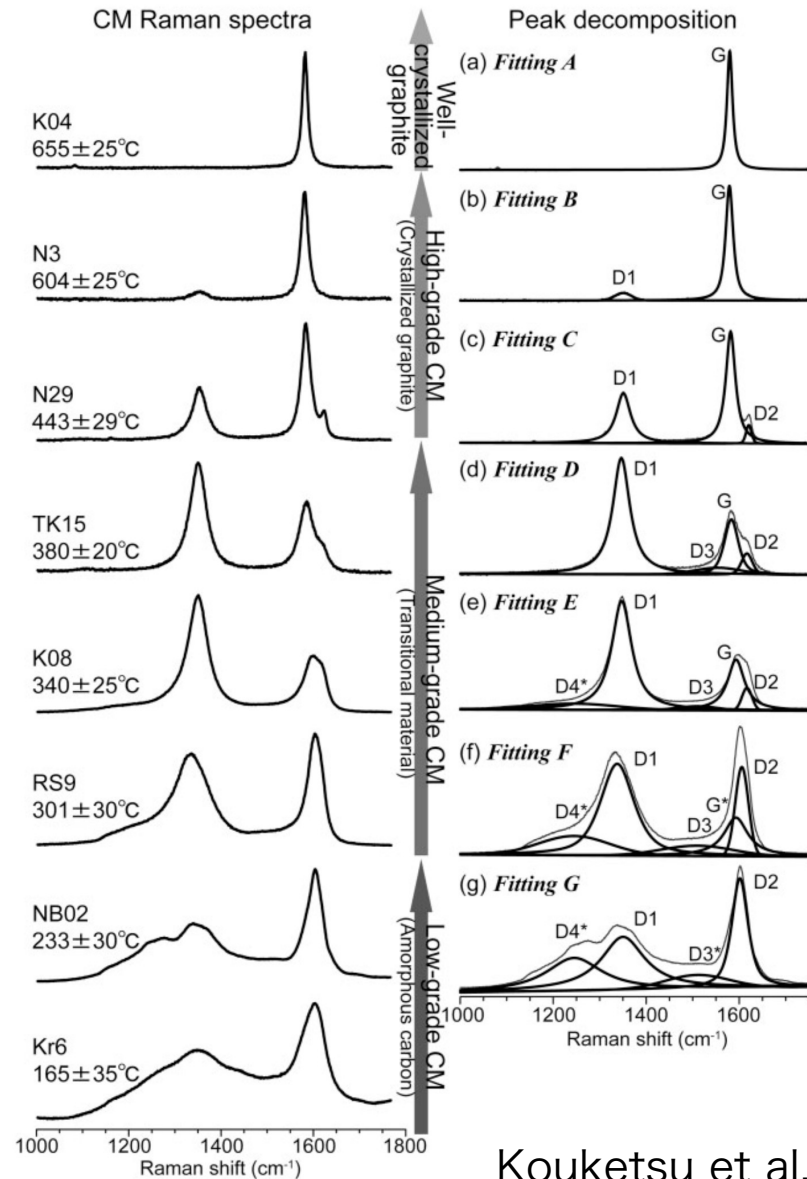 CM Raman spectra
K04
655±25℃
N3
604±25℃
N29
443±29℃
TK15
380±20℃
K08
340±25℃
RS9
301±30℃
NB02
233±30℃
Kr6
165±35℃
1000 1200 1400 1600 1800
Raman shift (cm⁻¹)
Well-
crystallized
graphite
High-grade CM
(Crystallized graphite)
Medium-grade CM
(Transitional material)
Low-grade CM
(Amorphous carbon)
Peak decomposition
(a) Fitting A
G
(b) Fitting B
G
D1
(c) Fitting C
G
D1
D2
(d) Fitting D
D1
G
D3
D2
(e) Fitting E
D1
G
D4*
D3
D2
(f) Fitting F
D1
D2
G*
D4*
D3
(g) Fitting G
D2
D4*
D1
D3*
1000 1200 1400 1600
Raman shift (cm⁻¹)
Kouketsu et al.